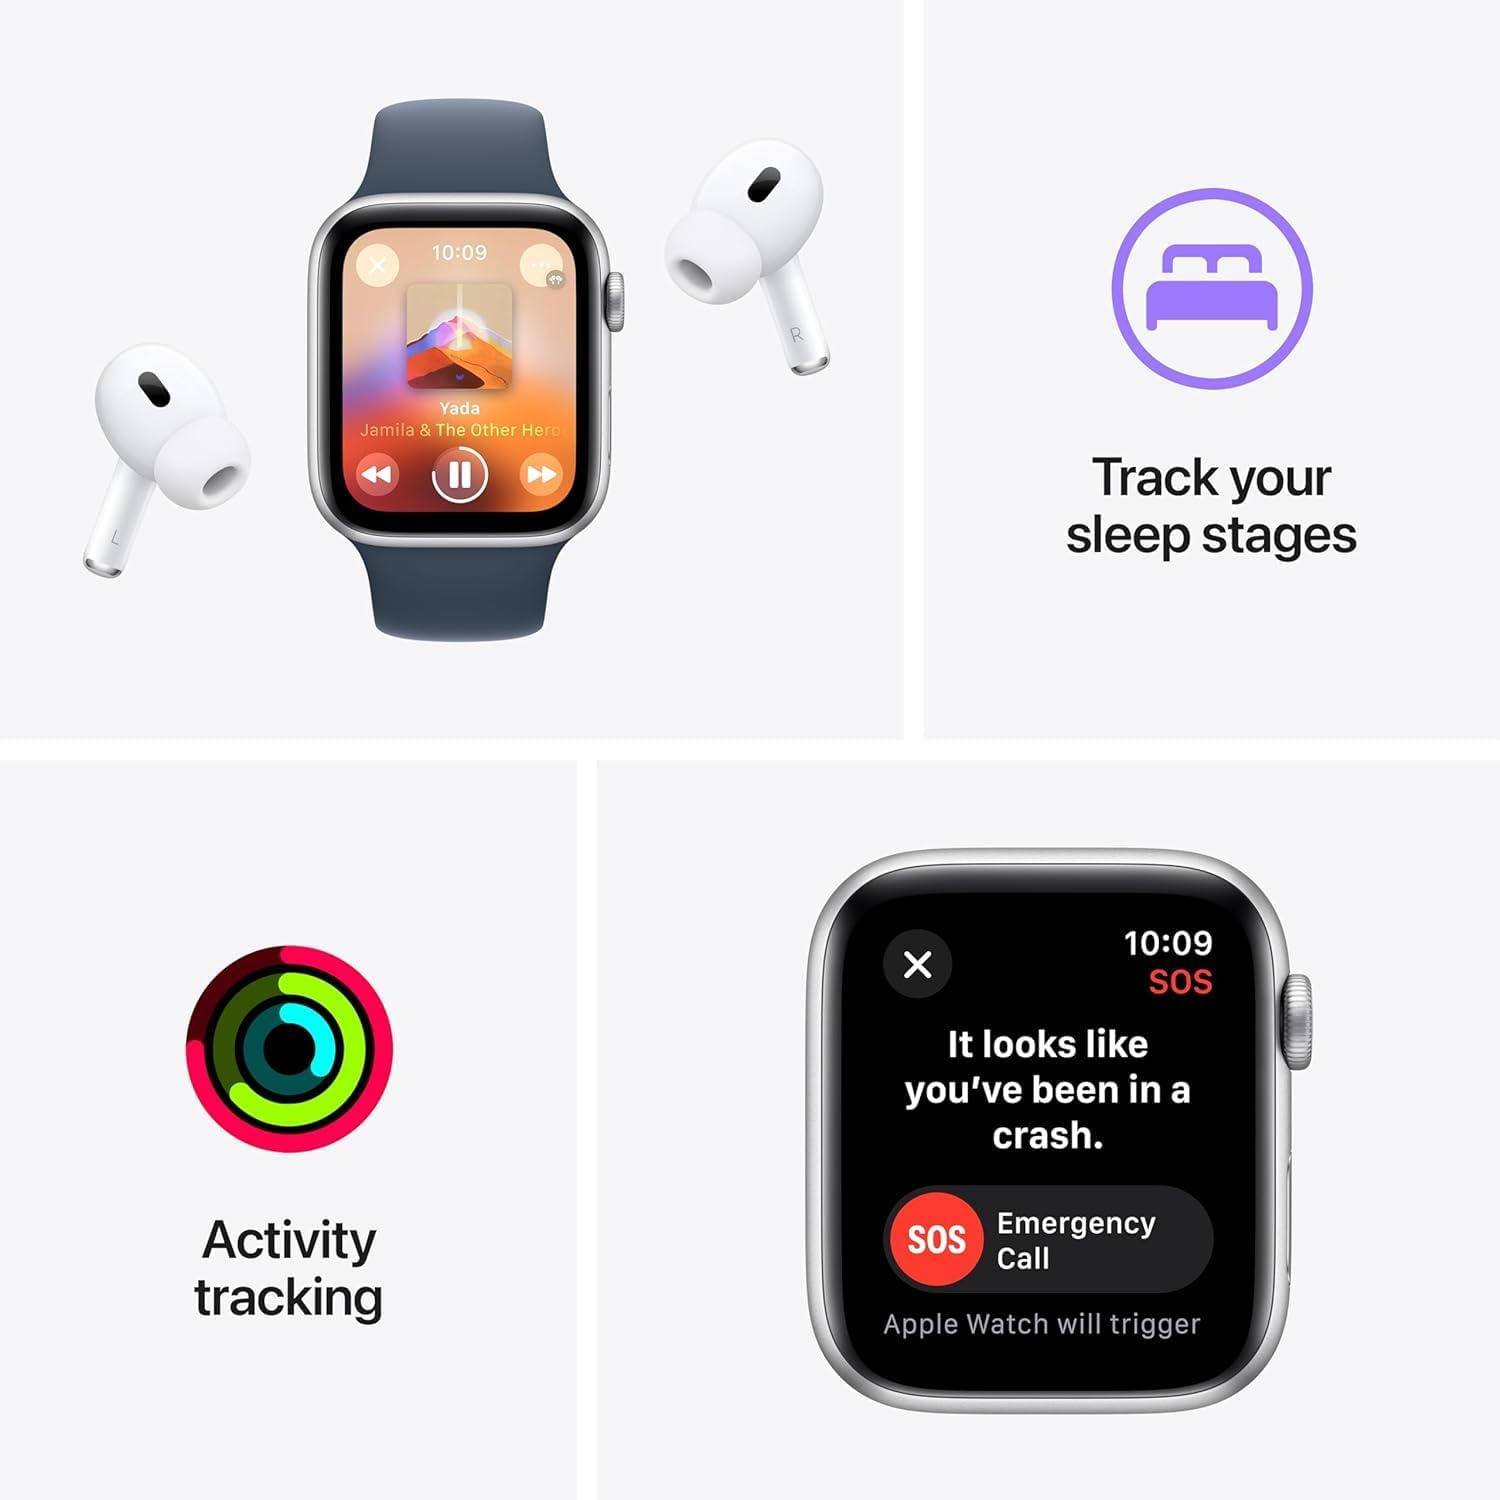 10:09
Yada
Jamila & The Other Hero
L
R
Track your
sleep stages
Activity
tracking
10:09
SOS
It looks like
you’ve been in a
crash.
SOS
Emergency
Call
Apple Watch will trigger